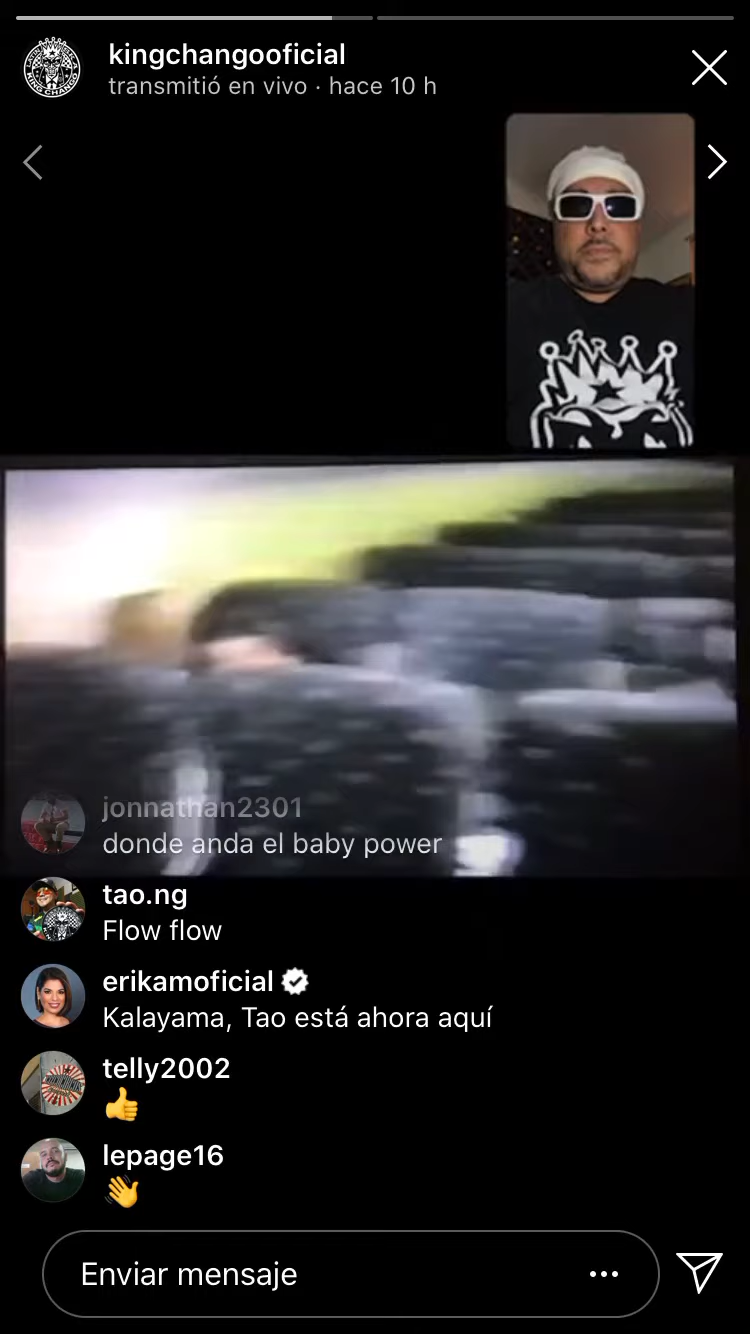 kingchangooficial
transmitió en vivo · hace 10 h
jonnathan2301
donde anda el baby power
tao.ng
Flow flow
erikamoficial
Kalayama, Tao está ahora aquí
telly2002
👍
lepage16
👋
Enviar mensaje